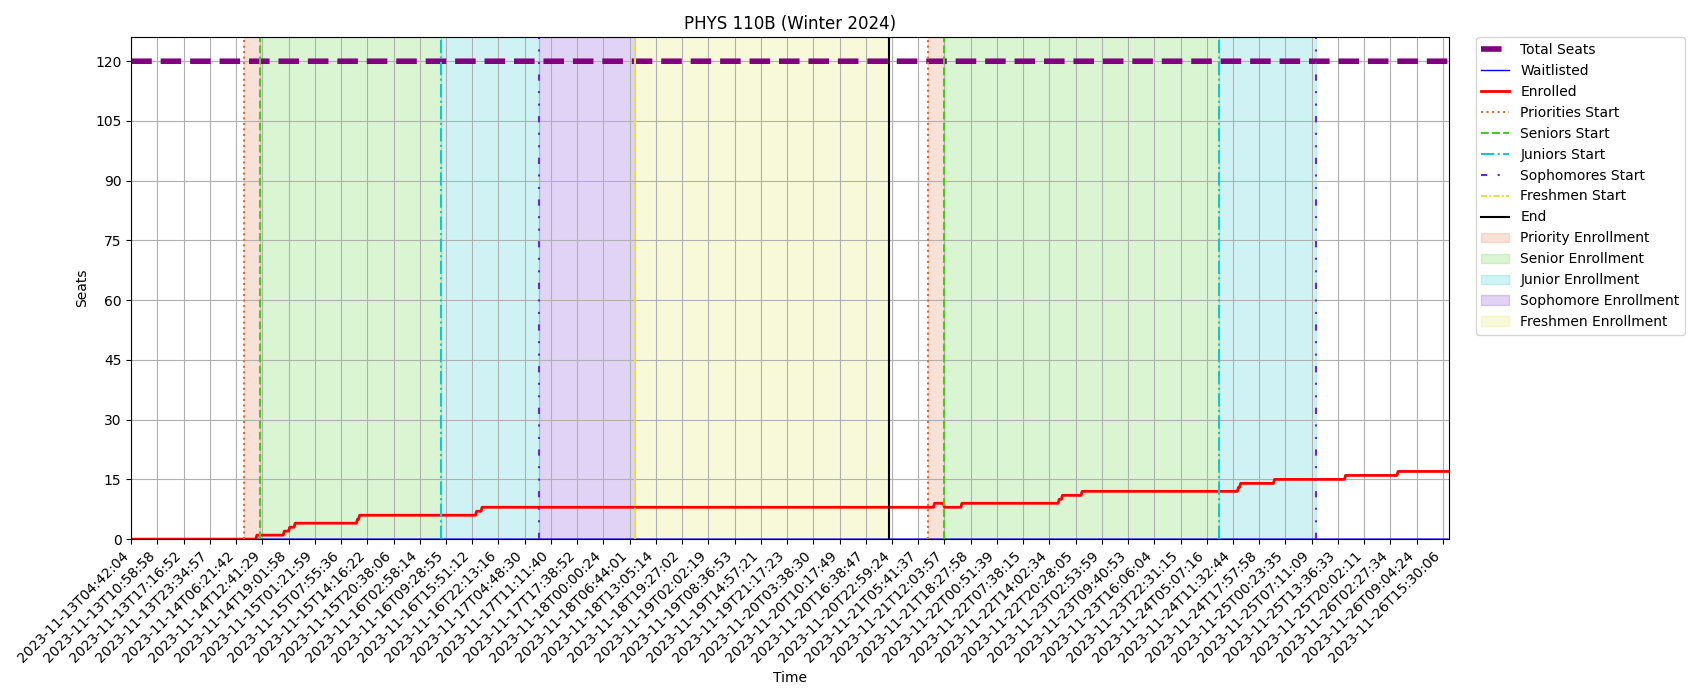 PHYS 110B (Winter 2024)
Seats
120
105
90
75
60
45
30
15
0
2023-11-13T04:42:04
2023-11-13T10:58:58
2023-11-13T17:16:52
2023-11-13T23:34:57
2023-11-14T06:21:42
2023-11-14T12:41:29
2023-11-14T19:01:58
2023-11-15T01:21:59
2023-11-15T07:55:36
2023-11-15T14:16:22
2023-11-15T20:38:06
2023-11-16T02:58:14
2023-11-16T09:28:55
2023-11-16T15:51:12
2023-11-16T22:13:16
2023-11-17T04:48:30
2023-11-17T11:11:40
2023-11-17T17:38:52
2023-11-18T00:00:24
2023-11-18T06:44:01
2023-11-18T13:05:14
2023-11-18T19:27:02
2023-11-19T02:02:19
2023-11-19T08:36:53
2023-11-19T14:57:21
2023-11-19T21:17:23
2023-11-20T03:38:30
2023-11-20T10:17:49
2023-11-20T16:38:47
2023-11-20T22:59:24
2023-11-21T05:41:37
2023-11-21T12:03:57
2023-11-21T18:27:58
2023-11-22T00:51:39
2023-11-22T07:38:15
2023-11-22T14:02:34
2023-11-22T20:28:05
2023-11-23T02:53:59
2023-11-23T09:40:53
2023-11-23T16:06:04
2023-11-23T22:31:15
2023-11-24T05:07:16
2023-11-24T11:32:44
2023-11-24T17:57:58
2023-11-25T00:23:35
2023-11-25T07:11:09
2023-11-25T13:36:33
2023-11-25T20:02:11
2023-11-26T02:27:34
2023-11-26T09:04:24
2023-11-26T15:30:06
Time
Total Seats
Waitlisted
Enrolled
Priorities Start
Seniors Start
Juniors Start
Sophomores Start
Freshmen Start
End
Priority Enrollment
Senior Enrollment
Junior Enrollment
Sophomore Enrollment
Freshmen Enrollment